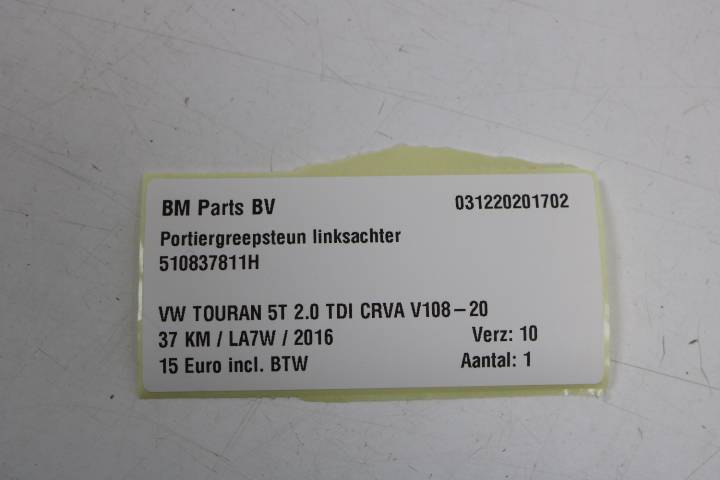 BM Parts BV 031220201702
Portiergreepsteun linksachter
510837811H
VW TOURAN 5T 2.0 TDI CRVA V108-20
37 KM / LA7W / 2016 Verz: 10
15 Euro incl. BTW Aantal: 1